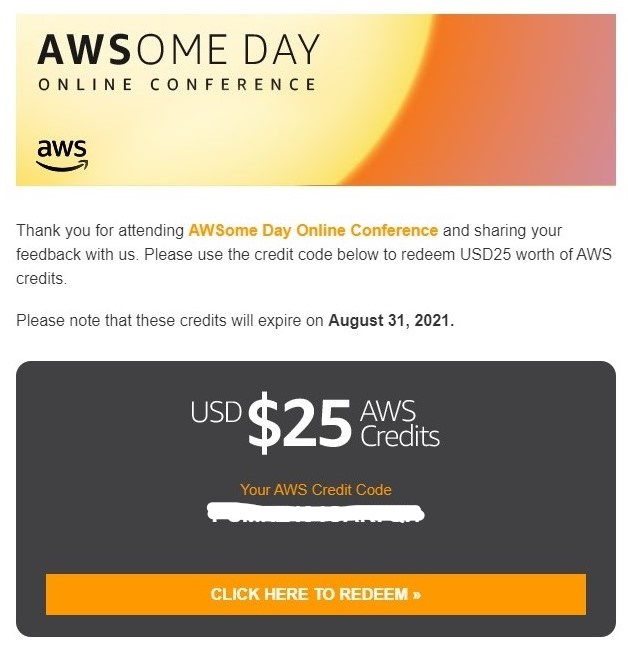 AWSOME DAY
ONLINE CONFERENCE
aws
Thank you for attending AWSome Day Online Conference and sharing your
feedback with us. Please use the credit code below to redeem USD25 worth of AWS
credits.
Please note that these credits will expire on August 31, 2021.
USD $25 AWS Credits
Your AWS Credit Code
CLICK HERE TO REDEEM »